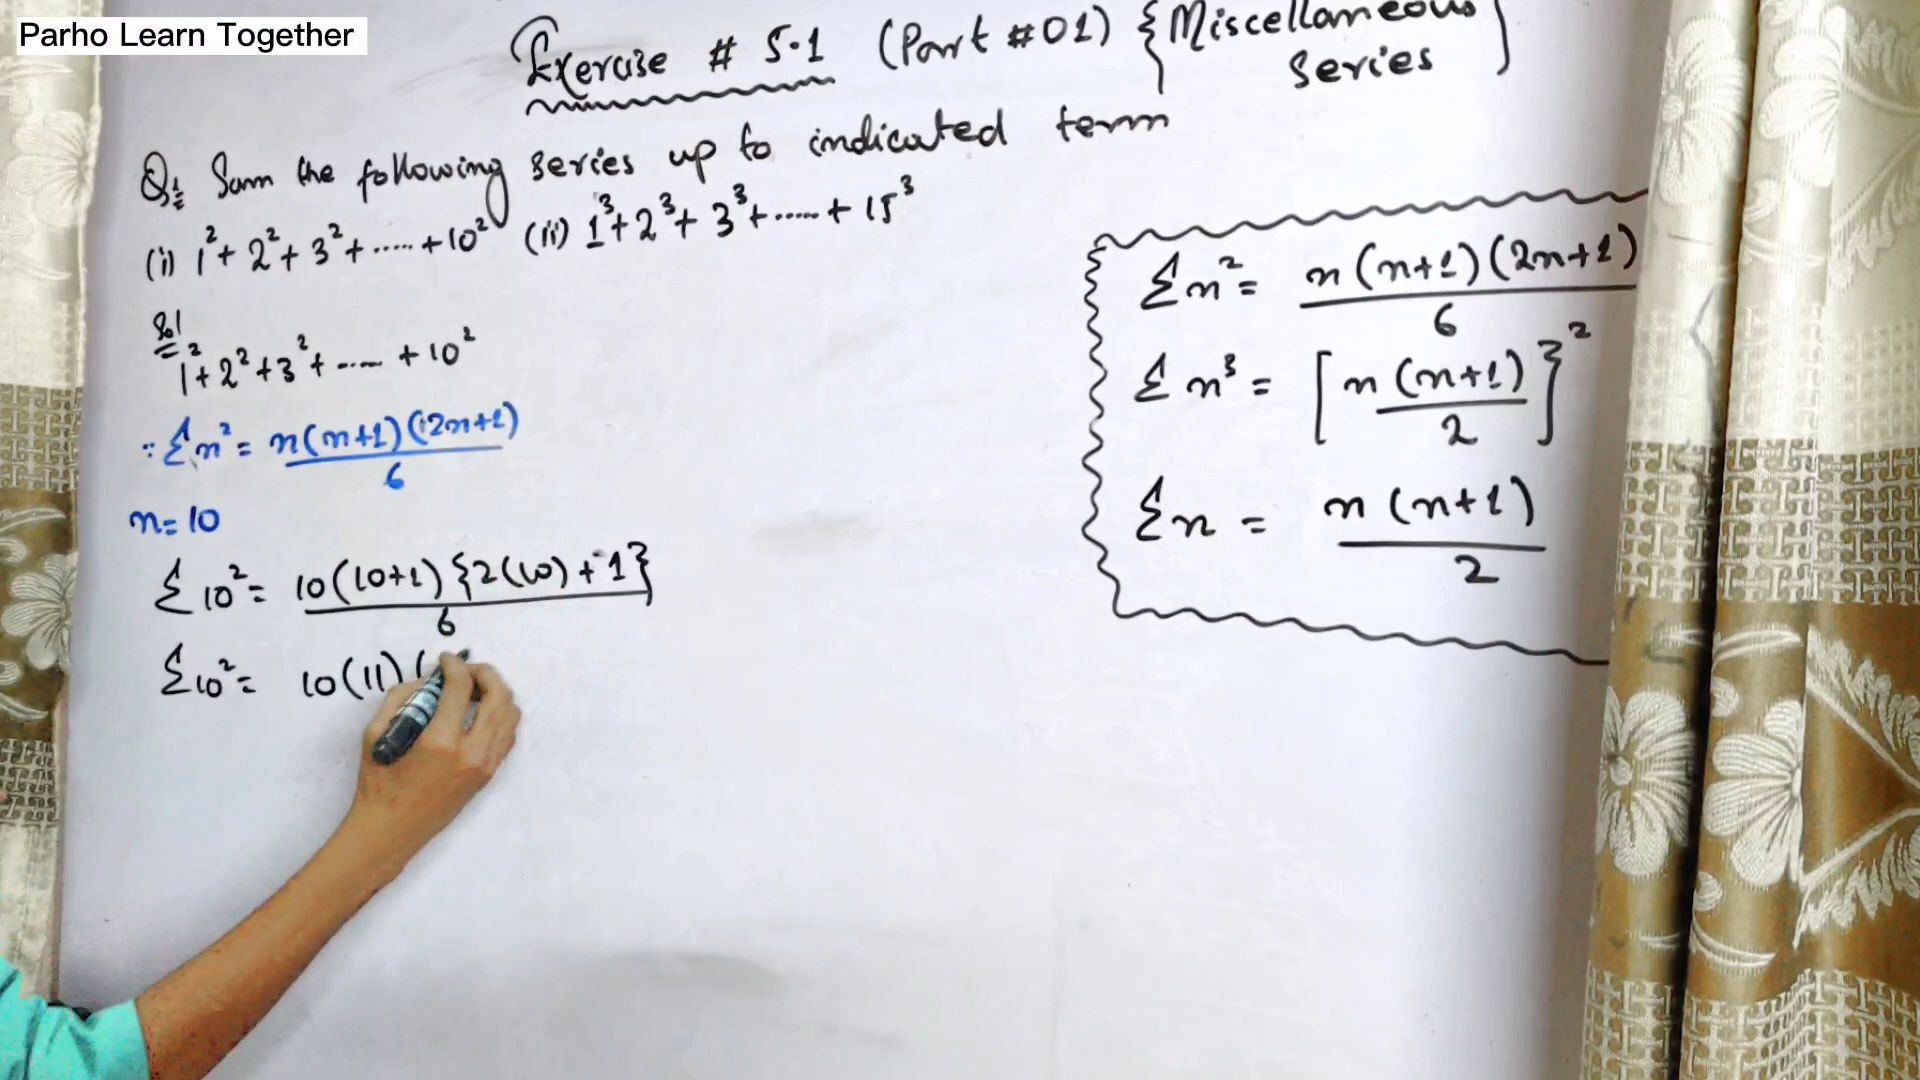 Parho Learn Together
Exercise # 5.1 (Part #01) {Miscellaneous Series}
Q1: Sum the following series up to indicated term
(i) 1²+2²+3²+.....+10² (ii) 1³+2³+3³+.....+15³
Sol
1²+2²+3²+.....+10²
∵ Σn² = n(n+1)(2n+1)/6
n=10
Σ10² = 10(10+1){2(10)+1}/6
Σ10² = 10(11)(
Σn² = n(n+1)(2n+1)/6
Σn³ = [n(n+1)/2}²
Σn = n(n+1)/2